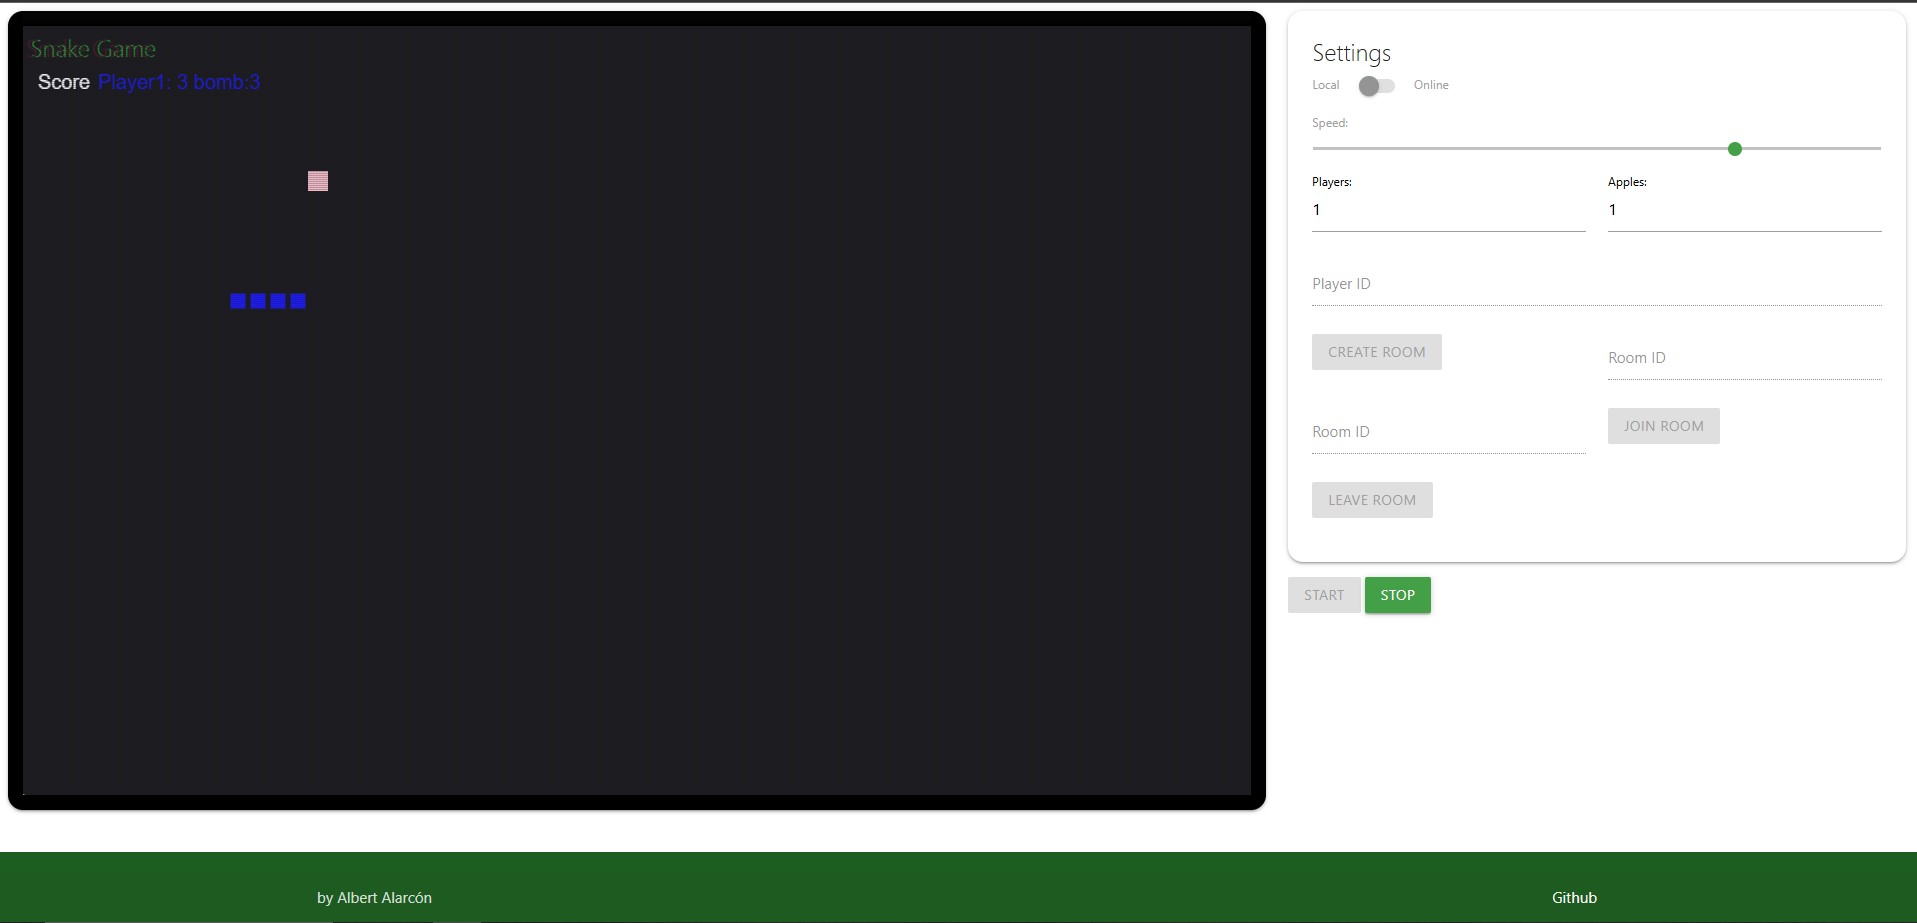 Snake Game
Score Player1: 3 bomb:3
Settings
Local Online
Speed:
Players: Apples:
1 1
Player ID
CREATE ROOM
Room ID
Room ID
JOIN ROOM
LEAVE ROOM
START STOP
by Albert Alarcón Github